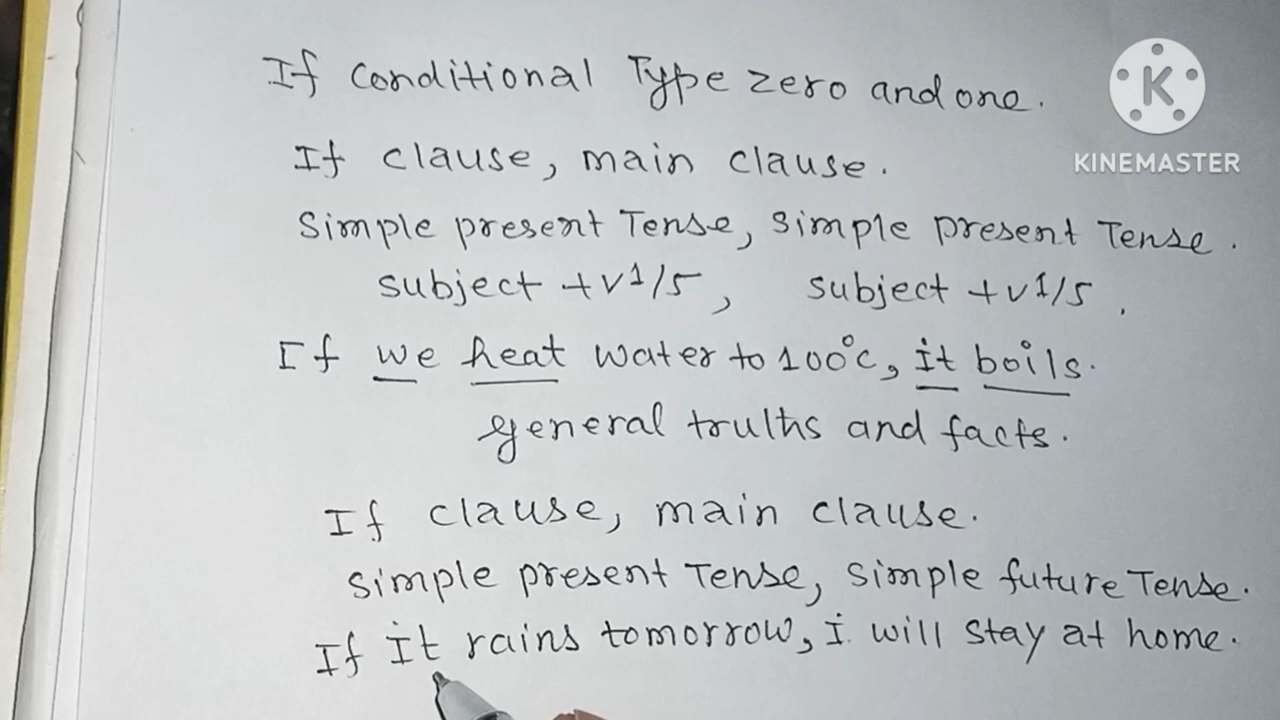 If conditional Type zero and one.
KINEMASTER
If clause, main clause.
Simple present Tense, simple present Tense.
subject +v1/5, subject +v1/5,
If we heat water to 100°c, it boils.
general truths and facts.
If clause, main clause.
simple present Tense, simple future Tense.
If it rains tomorrow, i will stay at home.